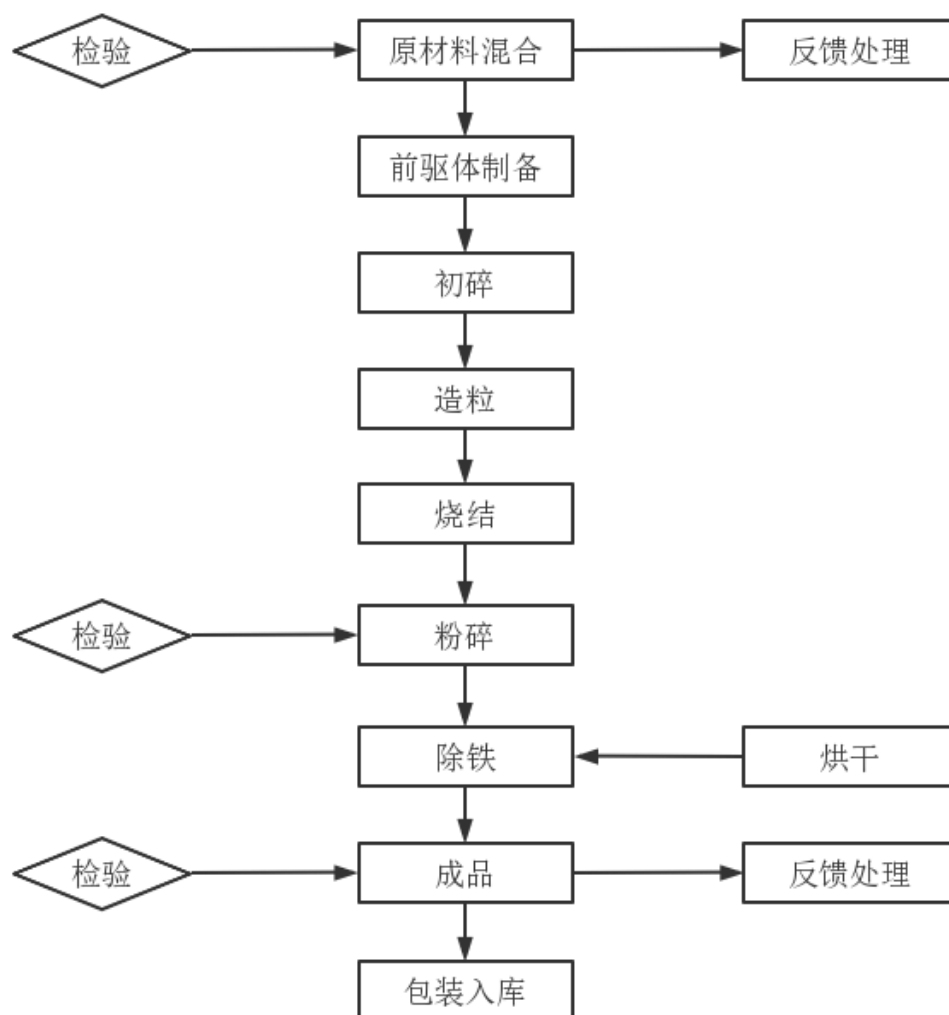 检验
原材料混合
反馈处理
前驱体制备
初碎
造粒
烧结
检验
粉碎
除铁
烘干
检验
成品
反馈处理
包装入库